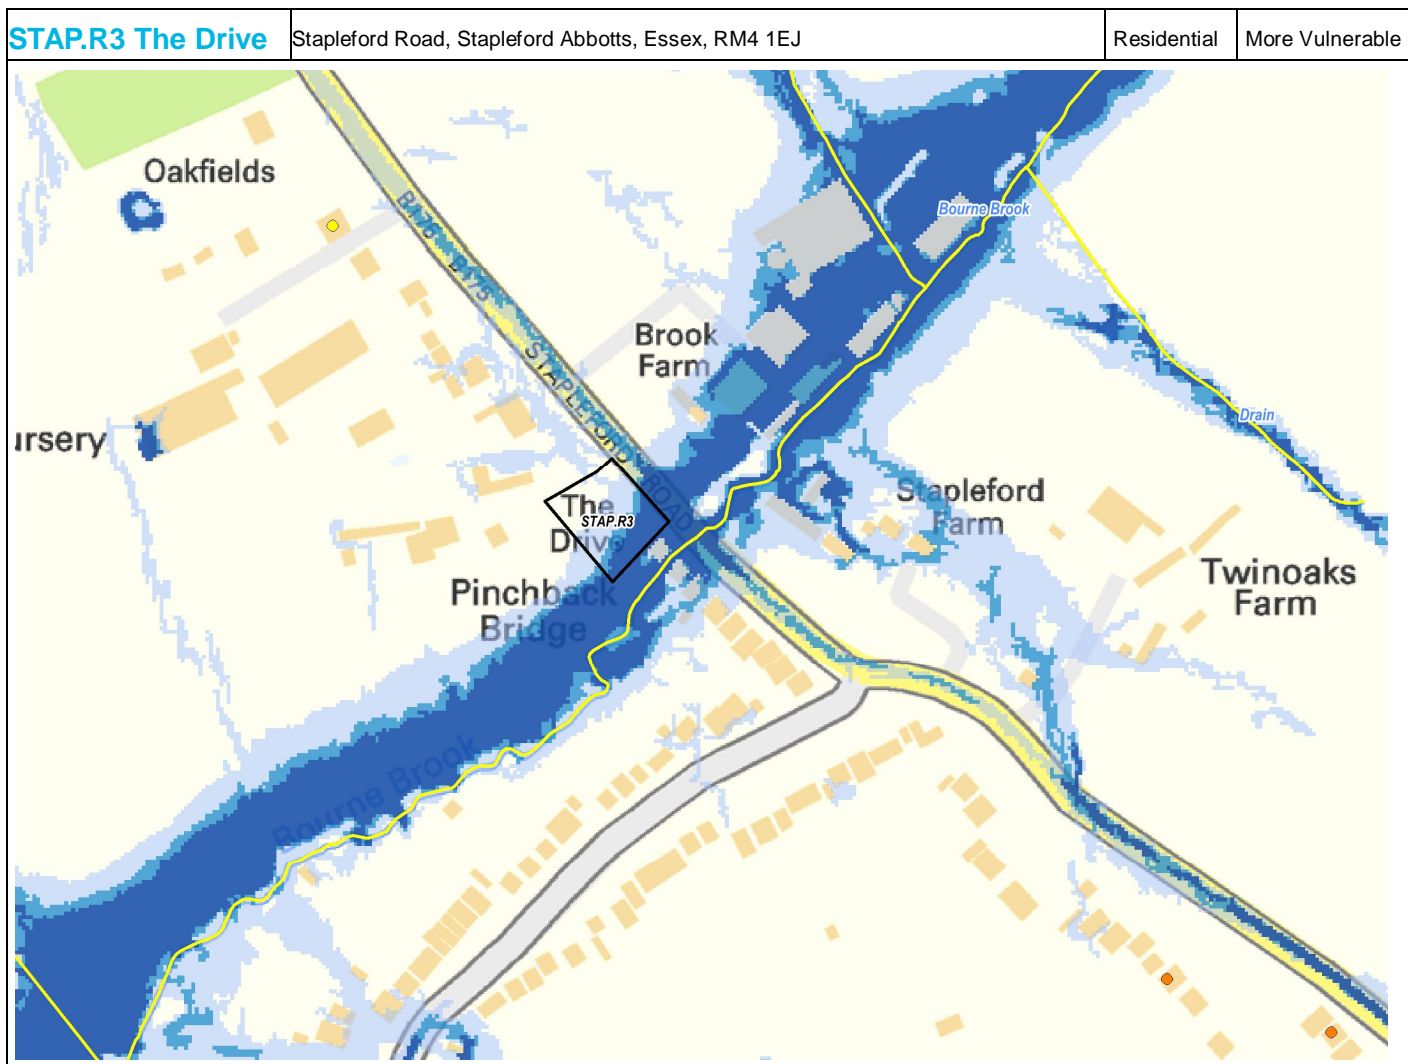 STAP.R3 The Drive
Stapleford Road, Stapleford Abbotts, Essex, RM4 1EJ
Residential
More Vulnerable
Oakfields
B175
B175
Bourne Brook
STAPLEFORD ROAD
Brook
Farm
ursery
Drain
The
STAP.R3
Drive
Stapleford
Farm
Pinchback
Bridge
Twinoaks
Farm
Bourne Brook